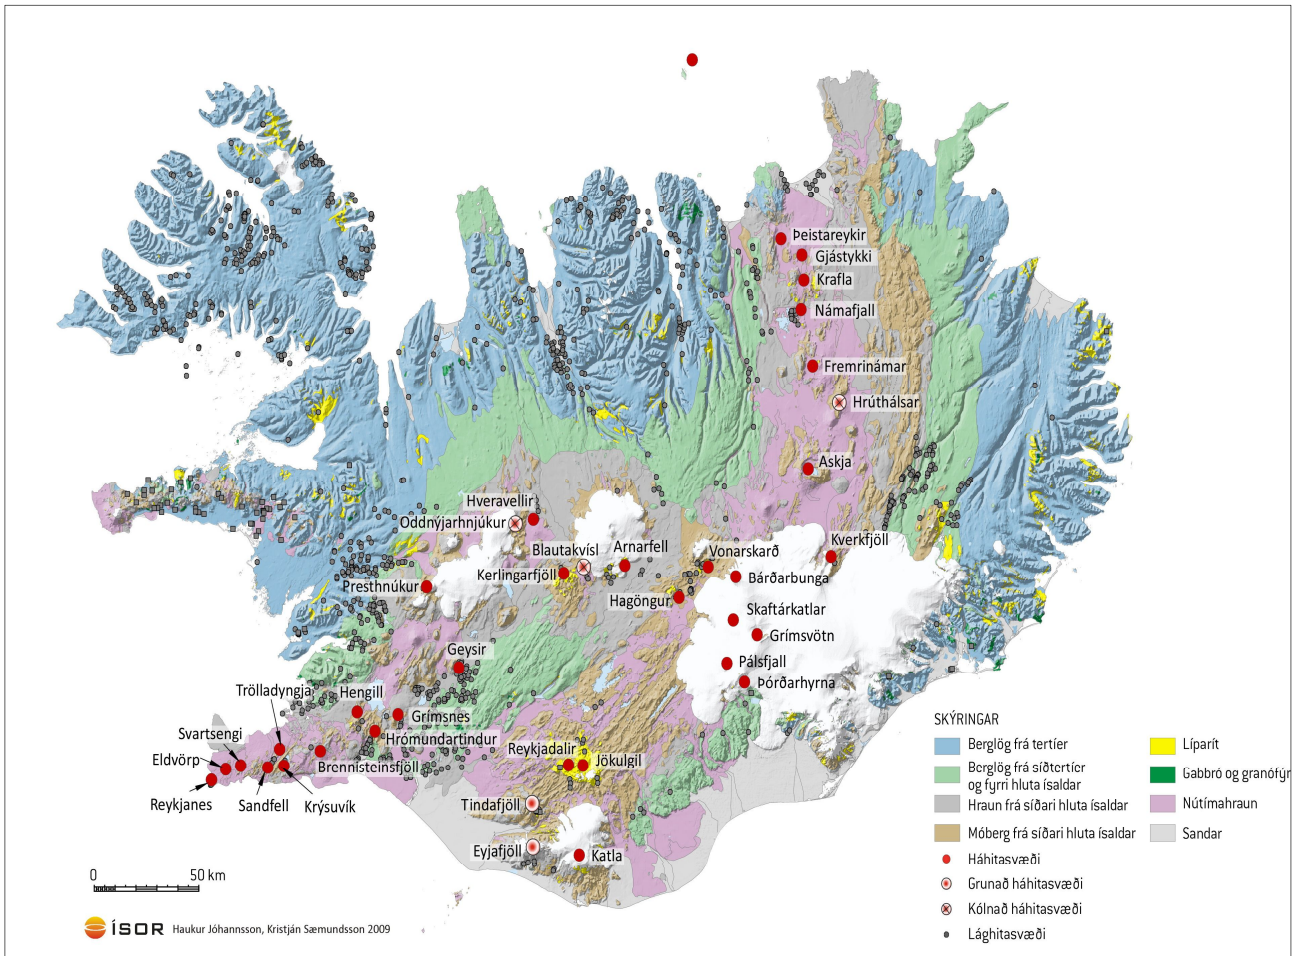 Þeistareykir
Gjástykki
Krafla
Námafjall
Fremrinámar
Hrúthálsar
Askja
Hveravellir
Oddnýjarhnjúkur
Blautakvísl
Arnarfell
Vonarskarð
Kverkfjöll
Kerlingarfjöll
Bárðarbunga
Presthnúkur
Hagöngur
Skaftárkatlar
Grímsvötn
Geysir
Pálsfjall
Þórðarhyrna
Trölladyngja
Hengill
Grímsnes
Svartsengi
Hrómundartindur
Reykjadalir
Jökulgil
Eldvörp
Brennisteinsfjöll
Reykjanes
Sandfell
Krýsuvík
Tindafjöll
Eyjafjöll
Katla
SKÝRINGAR
Berglög frá tertíer
Berglög frá síðtertíer
og fyrri hluta ísaldar
Hraun frá síðari hluta ísaldar
Móberg frá síðari hluta ísaldar
Háhitasvæði
Grunað háhitasvæði
Kólnað háhitasvæði
Lághitasvæði
Líparít
Gabbró og granófýr
Nútímahraun
Sandar
0 50 km
ÍSOR Haukur Jóhannsson, Kristján Sæmundsson 2009